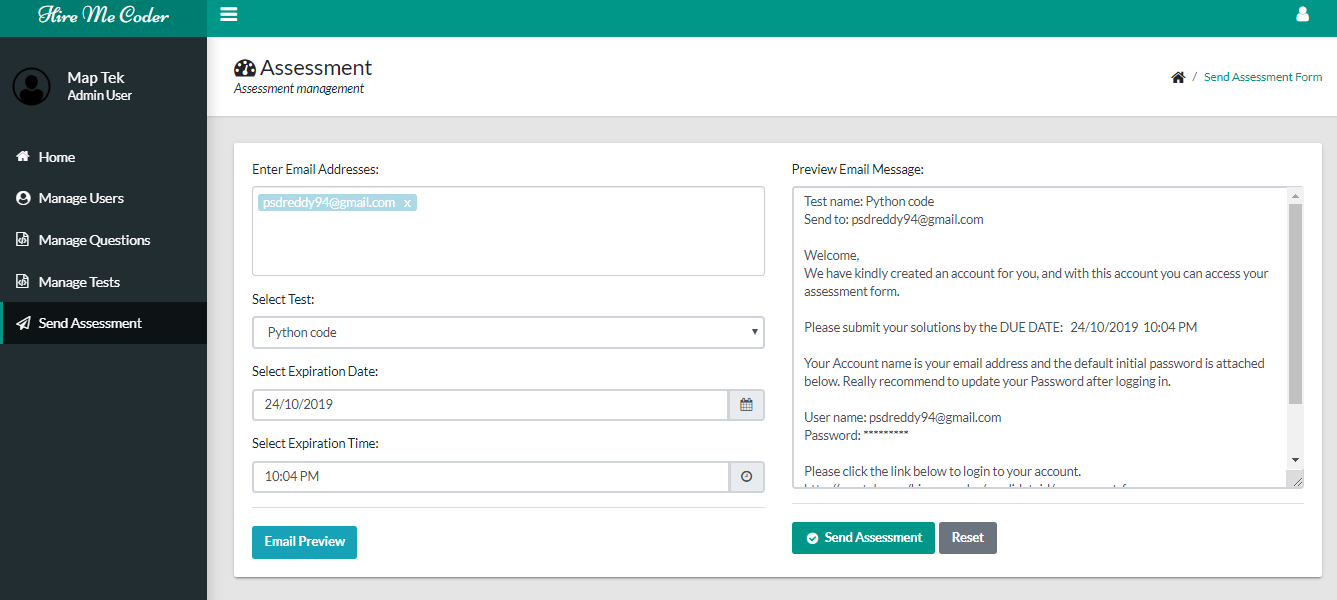 Hire Me Coder
Map Tek
Admin User
Home
Manage Users
Manage Questions
Manage Tests
Send Assessment
Assessment
Assessment management
/ Send Assessment Form
Enter Email Addresses:
psdreddy94@gmail.com x
Select Test:
Python code
Select Expiration Date:
24/10/2019
Select Expiration Time:
10:04 PM
Email Preview
Preview Email Message:
Test name: Python code
Send to: psdreddy94@gmail.com
Welcome,
We have kindly created an account for you, and with this account you can access your
assessment form.
Please submit your solutions by the DUE DATE: 24/10/2019 10:04 PM
Your Account name is your email address and the default initial password is attached
below. Really recommend to update your Password after logging in.
User name: psdreddy94@gmail.com
Password: *********
Please click the link below to login to your account.
Send Assessment
Reset